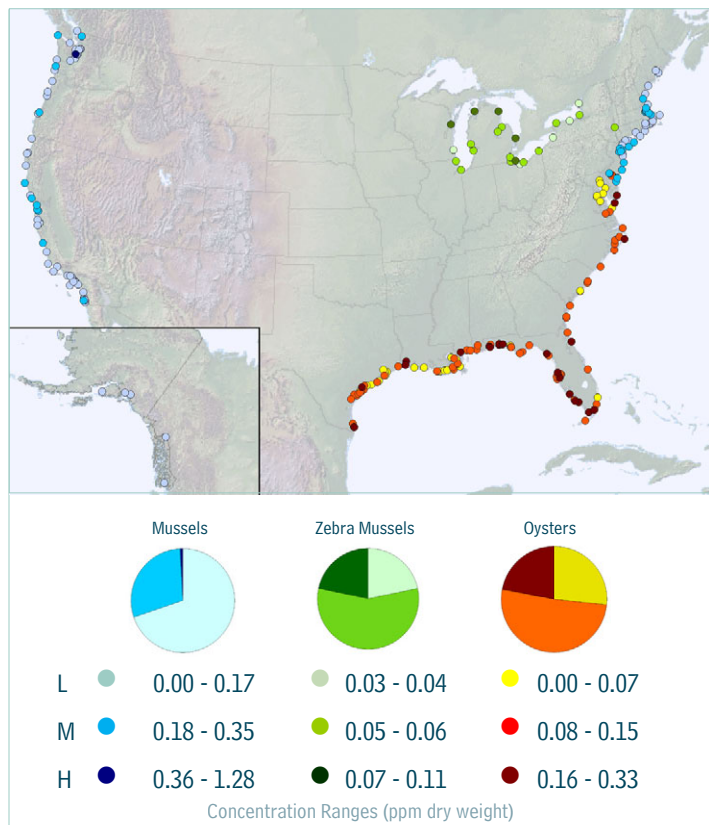 Mussels Zebra Mussels Oysters
L 0.00 - 0.17 0.03 - 0.04 0.00 - 0.07
M 0.18 - 0.35 0.05 - 0.06 0.08 - 0.15
H 0.36 - 1.28 0.07 - 0.11 0.16 - 0.33
Concentration Ranges (ppm dry weight)